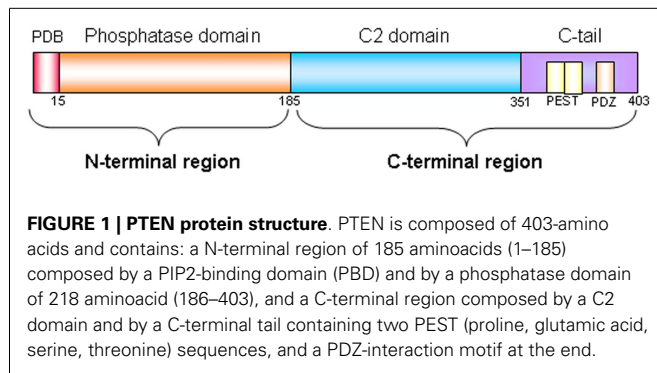 PDB Phosphatase domain C2 domain C-tail
PEST PDZ
15 185 351 403
N-terminal region C-terminal region
FIGURE 1 | PTEN protein structure. PTEN is composed of 403-amino
acids and contains: a N-terminal region of 185 aminoacids (1–185)
composed by a PIP2-binding domain (PBD) and by a phosphatase domain
of 218 aminoacid (186–403), and a C-terminal region composed by a C2
domain and by a C-terminal tail containing two PEST (proline, glutamic acid,
serine, threonine) sequences, and a PDZ-interaction motif at the end.